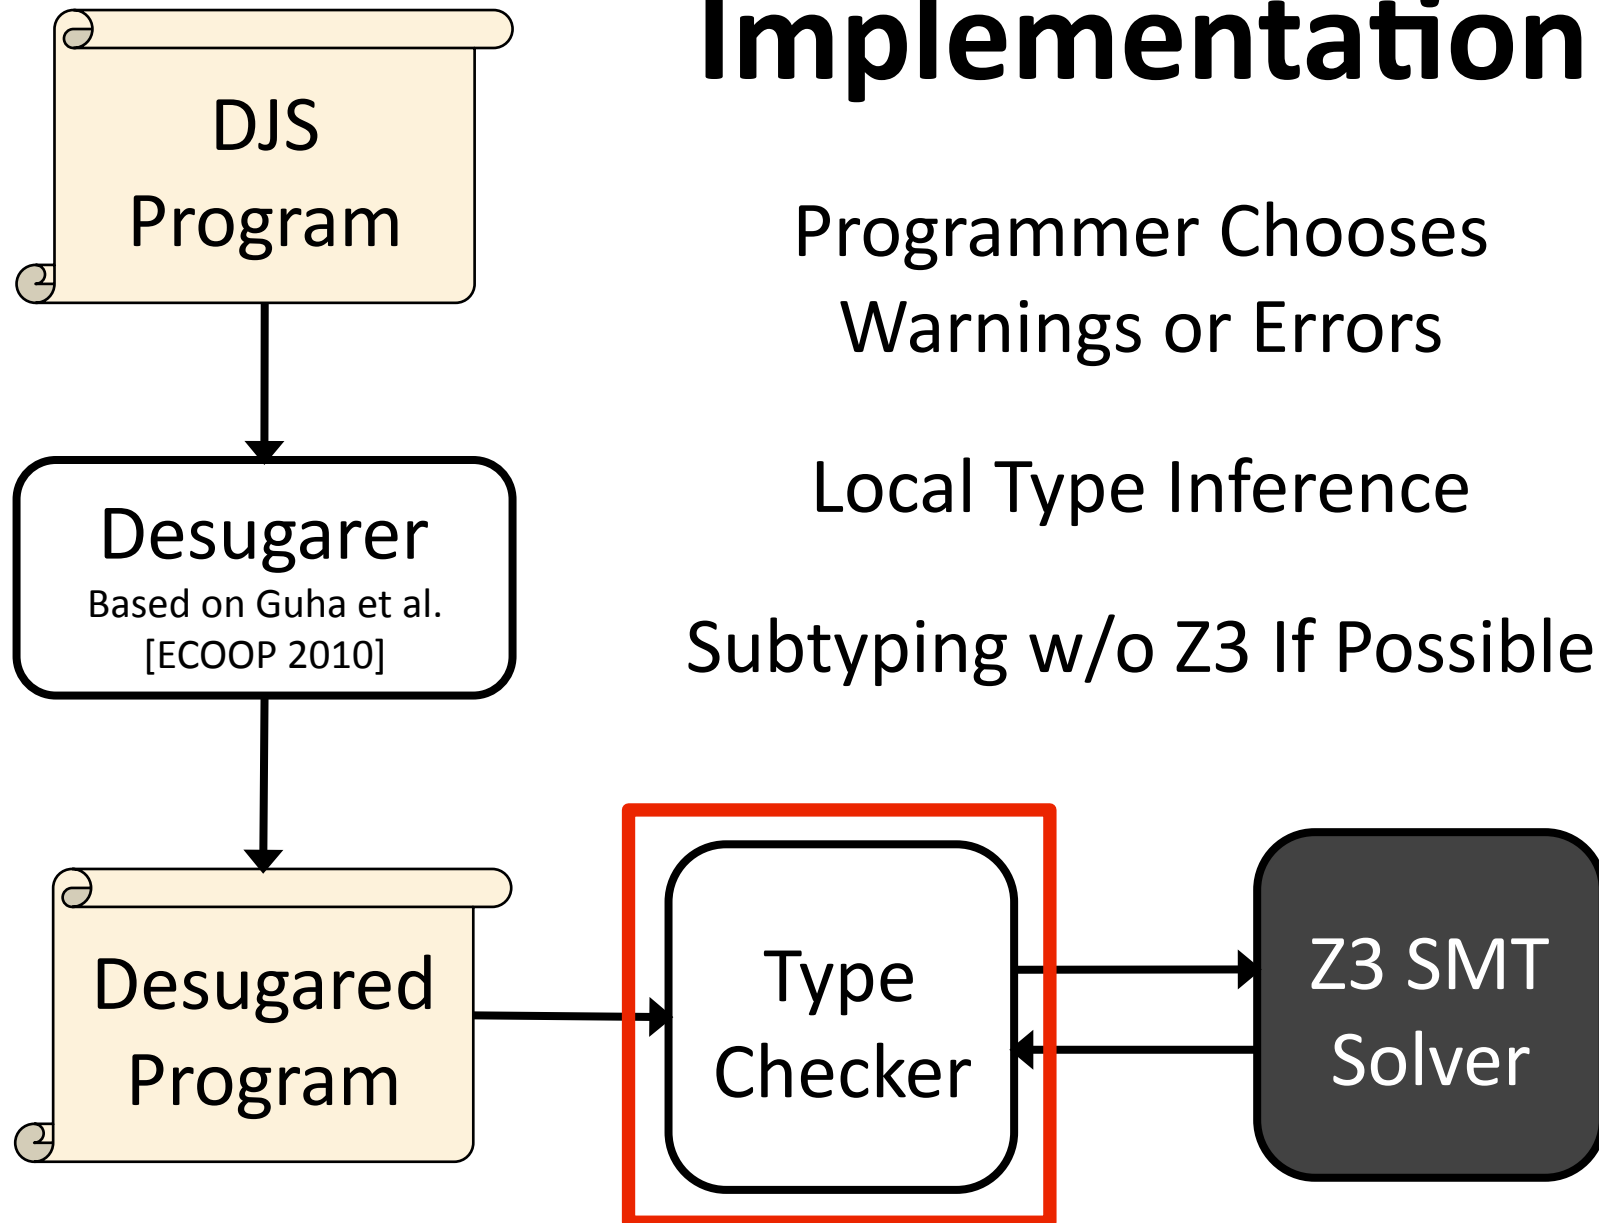 Implementation
DJS
Program
Programmer Chooses
Warnings or Errors
Local Type Inference
Desugarer
Based on Guha et al.
[ECOOP 2010]
Subtyping w/o Z3 If Possible
Desugared
Program
Type
Checker
Z3 SMT
Solver